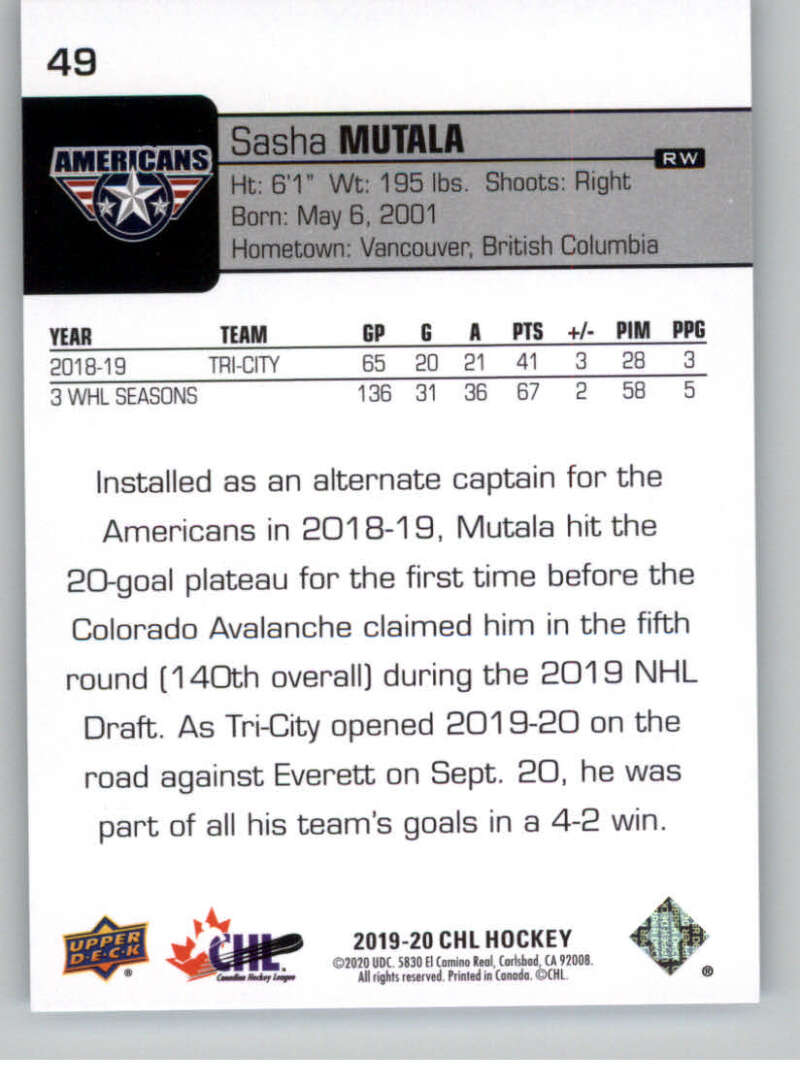 49
AMERICANS
Sasha MUTALA
RW
Ht: 6'1" Wt: 195 lbs. Shoots: Right
Born: May 6, 2001
Hometown: Vancouver, British Columbia
YEAR TEAM GP G A PTS +/- PIM PPG
2018-19 TRI-CITY 65 20 21 41 3 28 3
3 WHL SEASONS 136 31 36 67 2 58 5
Installed as an alternate captain for the
Americans in 2018-19, Mutala hit the
20-goal plateau for the first time before the
Colorado Avalanche claimed him in the fifth
round (140th overall) during the 2019 NHL
Draft. As Tri-City opened 2019-20 on the
road against Everett on Sept. 20, he was
part of all his team's goals in a 4-2 win.
UPPER
D·E·C·K
®
CHL.
Canadian Hockey League
2019-20 CHL HOCKEY
©2020 UDC. 5830 El Camino Real, Carlsbad, CA 92008.
All rights reserved. Printed in Canada. ©CHL.
®